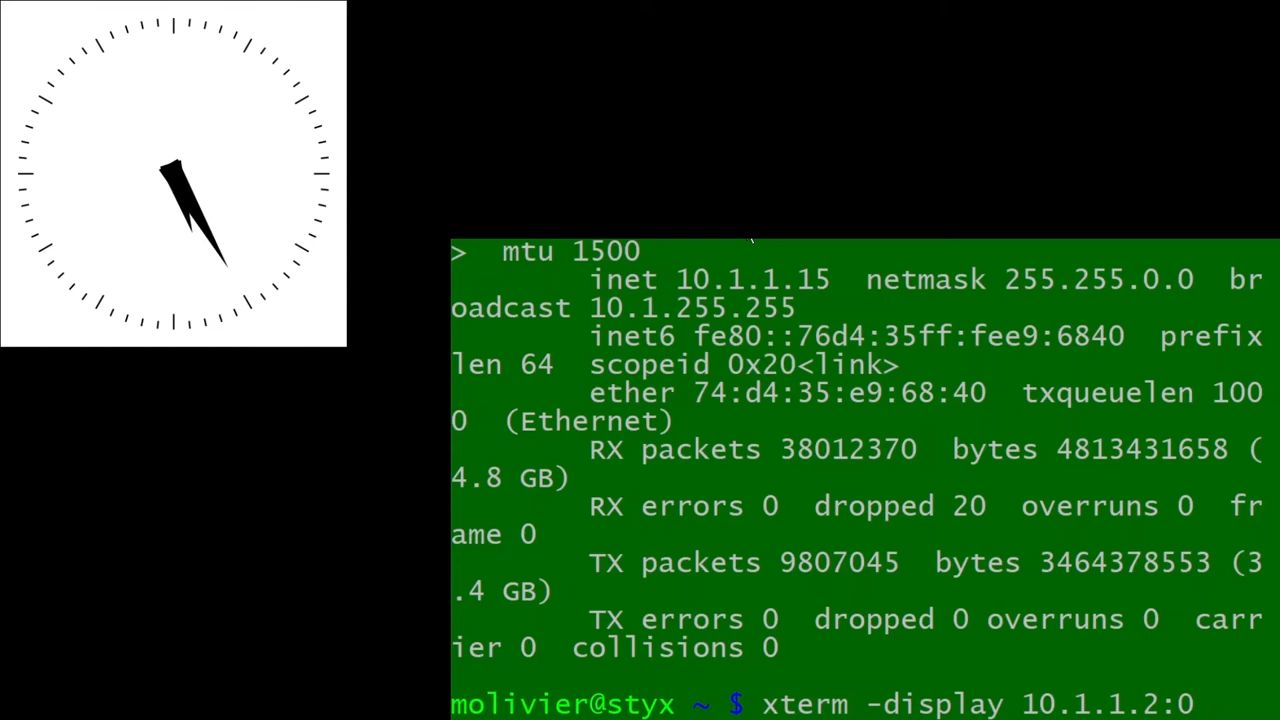 >  mtu 1500
        inet 10.1.1.15  netmask 255.255.0.0  br
oadcast 10.1.255.255
        inet6 fe80::76d4:35ff:fee9:6840  prefix
len 64  scopeid 0x20<link>
        ether 74:d4:35:e9:68:40  txqueuelen 100
0  (Ethernet)
        RX packets 38012370  bytes 4813431658 (
4.8 GB)
        RX errors 0  dropped 20  overruns 0  fr
ame 0
        TX packets 9807045  bytes 3464378553 (3
.4 GB)
        TX errors 0  dropped 0 overruns 0  carr
ier 0  collisions 0
molivier@styx ~ $ xterm -display 10.1.1.2:0